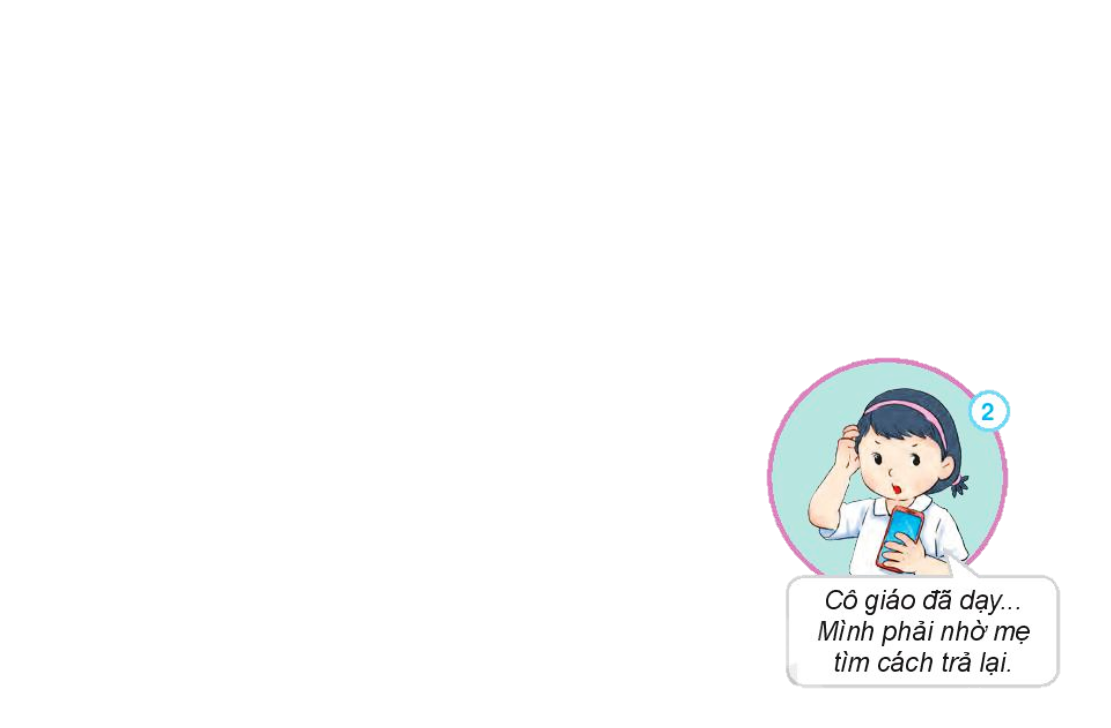 2
Cô giáo đã dạy...
Mình phải nhờ mẹ
tìm cách trả lại.